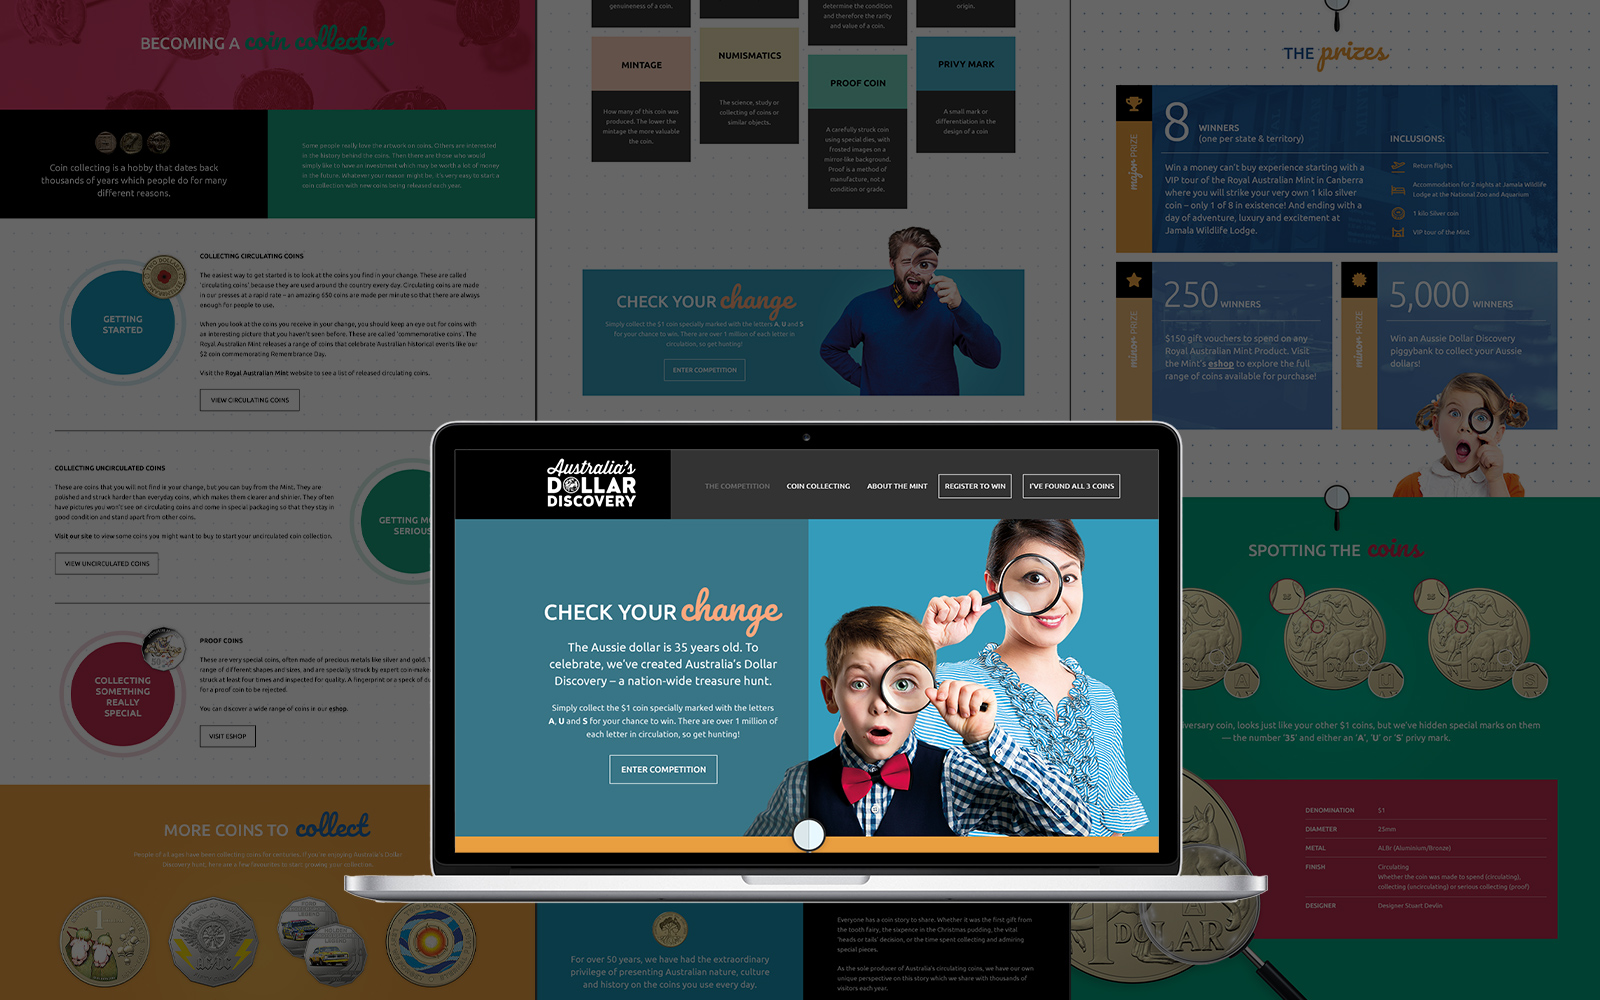 BECOMING A coin collector
Coin collecting is a hobby that dates back
thousands of years which people do for many
different reasons.
Some people really love the artwork on coins. Others are interested
in the history behind the coins. Then there are those who would
simply like to have an investment which may be worth a lot of money
in the future. Whatever your reason might be, it's very easy to start a
coin collection with new coins being released each year.
GETTING
STARTED
COLLECTING CIRCULATING COINS
The easiest way to get started is to look at the coins you find in your change. These are called
'circulating coins' because they are used around the country every day. Circulating coins are made
in our presses at a rapid rate – an amazing 650 coins are made per minute so that there are always
enough for people to use.
When you look at the coins you receive in your change, you should keep an eye out for coins with
an interesting picture that you haven't seen before. These are called 'commemorative coins'. The
Royal Australian Mint releases a range of coins that celebrate Australian historical events like our
$2 coin commemorating Remembrance Day.
Visit the Royal Australian Mint website to see a list of released circulating coins.
VIEW CIRCULATING COINS
COLLECTING UNCIRCULATED COINS
These are coins that you will not find in your change, but you can buy from the Mint. They are
polished and struck harder than everyday coins, which makes them clearer and shinier. They often
have pictures you won't see on circulating coins and come in special packaging so that they stay in
good condition and stand apart from other coins.
Visit our site to view some coins you might want to buy to start your uncirculated coin collection.
VIEW UNCIRCULATED COINS
GETTING
SERIOUS
COLLECTING
SOMETHING
REALLY
SPECIAL
PROOF COINS
These are very special coins, often made of precious metals like silver and gold.
range of different shapes and sizes, and are specially struck by expert
struck at least four times and inspected for quality. A fingerprint or a speck of
for a proof coin to be rejected.
You can discover a wide range of coins in our eshop.
VISIT ESHOP
MORE COINS TO collect
People of all ages have been collecting coins for centuries. If you're enjoying Australia's Dollar
Discovery hunt, here are a few favourites to start growing your collection.
1
AC/DC
genuineness of a coin.
determine the condition
and therefore the rarity
and value of a coin.
origin.
MINTAGE
How many of this coin was
produced. The lower the
mintage the more valuable
the coin.
NUMISMATICS
The science, study or
collecting of coins or
similar objects.
PROOF COIN
A carefully struck coin
using special dies, with
frosted images on a
mirror-like background.
Proof is a method of
manufacture, not a
condition or grade.
PRIVY MARK
A small mark or
differentiation in the
design of a coin
CHECK YOUR change
Simply collect the $1 coin specially marked with the letters A, U and S
for your chance to win. There are over 1 million of each letter in
circulation, so get hunting!
ENTER COMPETITION
Australia's
DOLLAR
DISCOVERY
THE COMPETITION
COIN COLLECTING
ABOUT THE MINT
REGISTER TO WIN
I'VE FOUND ALL 3 COINS
CHECK YOUR change
The Aussie dollar is 35 years old. To
celebrate, we've created Australia's Dollar
Discovery – a nation-wide treasure hunt.
Simply collect the $1 coin specially marked with the letters
A, U and S for your chance to win. There are over 1 million of
each letter in circulation, so get hunting!
ENTER COMPETITION
For over 50 years, we have had the extraordinary
privilege of presenting Australian nature, culture
and history on the coins you use every day.
Everyone has a coin story to share. Whether it was the first gift from
the tooth fairy, the sixpence in the Christmas pudding, the vital
'heads or tails' decision, or the time spent collecting and admiring
special pieces.
As the sole producer of Australia's circulating coins, we have our own
unique perspective on this story which we share with thousands of
visitors each year.
THE prizes
major PRIZE
8 WINNERS
(one per state & territory)
Win a money can't buy experience starting with a
VIP tour of the Royal Australian Mint in Canberra
where you will strike your very own 1 kilo silver
coin – only 1 of 8 in existence! And ending with a
day of adventure, luxury and excitement at
Jamala Wildlife Lodge.
INCLUSIONS:
Return flights
Accommodation for 2 nights at Jamala Wildlife
Lodge at the National Zoo and Aquarium
1 kilo Silver coin
VIP tour of the Mint
minor PRIZE
250 WINNERS
$150 gift vouchers to spend on any
Royal Australian Mint Product. Visit
the Mint's eshop to explore the full
range of coins available for purchase!
minor PRIZE
5,000 WINNERS
Win an Aussie Dollar Discovery
piggybank to collect your Aussie
dollars!
SPOTTING THE coins
A
U
S
versary coin, looks just like your other $1 coins, but we've hidden special marks on them
— the number '35' and either an 'A', 'U' or 'S' privy mark.
DENOMINATION $1
DIAMETER 25mm
METAL ALBr (Aluminium/Bronze)
FINISH Circulating
Whether the coin was made to spend (circulating),
collecting (uncirculating) or serious collecting (proof)
DESIGNER Designer Stuart Devlin
A
1 DOLLAR